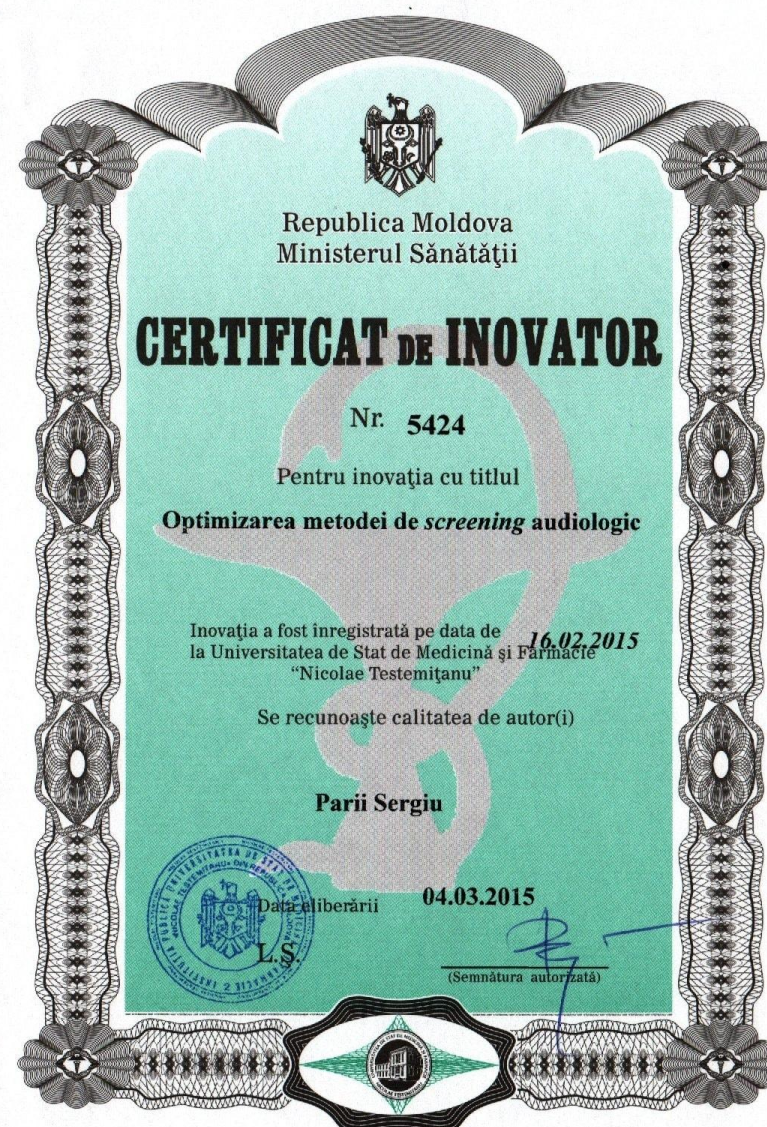 Republica Moldova
Ministerul Sănătăţii
CERTIFICAT DE INOVATOR
Nr. 5424
Pentru inovaţia cu titlul
Optimizarea metodei de screening audiologic
Inovaţia a fost înregistrată pe data de 16.02.2015
la Universitatea de Stat de Medicină şi Farmacie
“Nicolae Testemiţanu”
Se recunoaşte calitatea de autor(i)
Parii Sergiu
Data eliberării 04.03.2015
L.Ş.
(Semnătura autorizată)